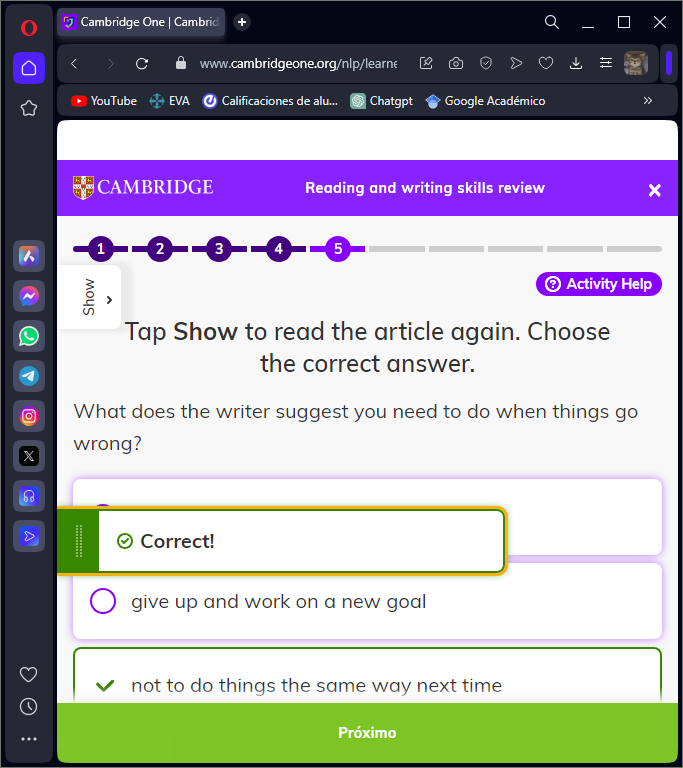 Cambridge One | Cambrid
www.cambridgeone.org/nlp/learne
YouTube EVA Calificaciones de alu... Chatgpt Google Académico »
CAMBRIDGE Reading and writing skills review ×
1 2 3 4 5
Show
Activity Help
Tap Show to read the article again. Choose
the correct answer.
What does the writer suggest you need to do when things go
wrong?
Correct!
give up and work on a new goal
not to do things the same way next time
Próximo